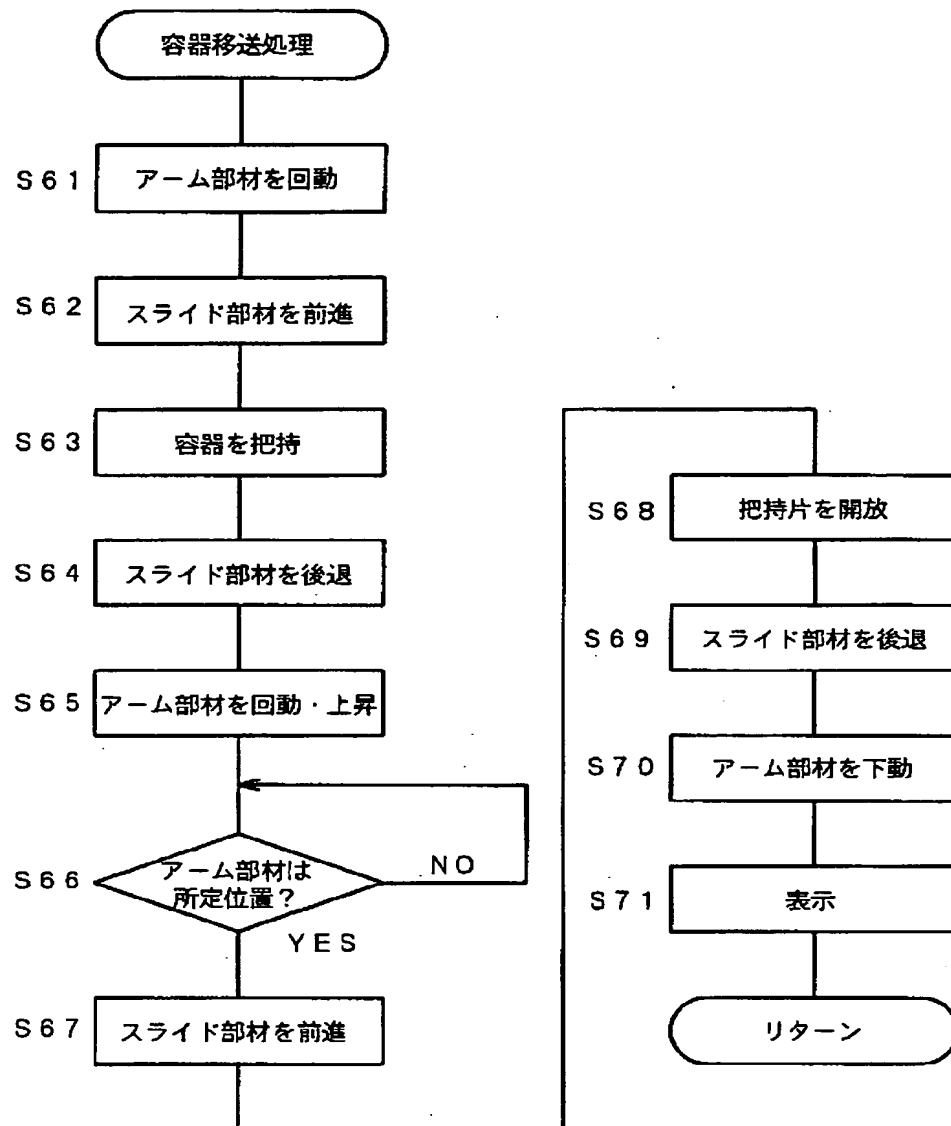 容器移送処理
S61 アーム部材を回動
S62 スライド部材を前進
S63 容器を把持
S64 スライド部材を後退
S65 アーム部材を回動・上昇
S66 アーム部材は
所定位置？
NO
YES
S67 スライド部材を前進
S68 把持片を開放
S69 スライド部材を後退
S70 アーム部材を下動
S71 表示
リターン